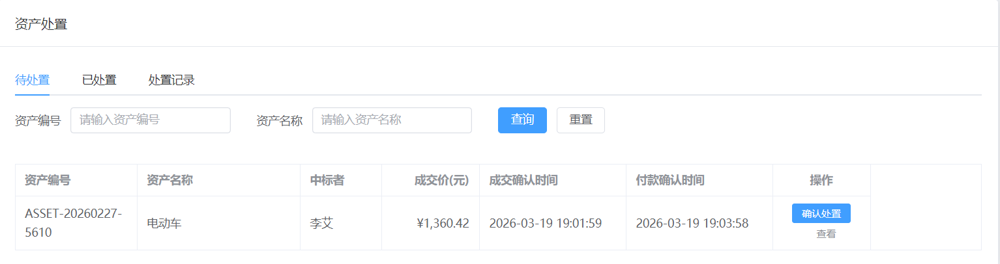 资产处置
待处置 已处置 处置记录
资产编号 请输入资产编号 资产名称 请输入资产名称 查询 重置
资产编号 资产名称 中标者 成交价(元) 成交确认时间 付款确认时间 操作
ASSET-20260227-
5610 电动车 李艾 ¥1,360.42 2026-03-19 19:01:59 2026-03-19 19:03:58 确认处置
查看